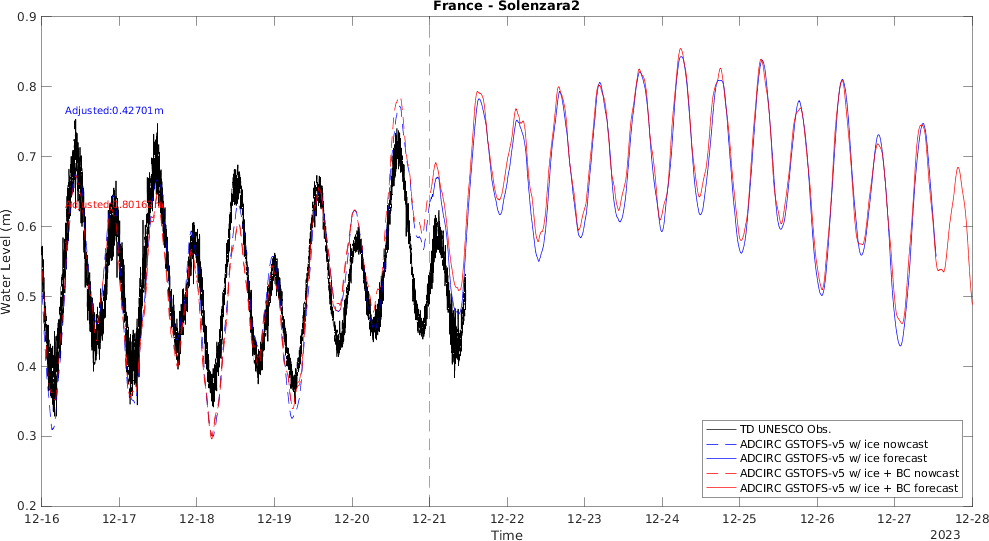 France - Solenzara2
Water Level (m)
0.9
0.8
0.7
0.6
0.5
0.4
0.3
0.2
Adjusted:0.42701m
12-16
12-17
12-18
12-19
12-20
12-21
12-22
12-23
12-24
12-25
12-26
12-27
12-28
Time
2023
TD UNESCO Obs.
ADCIRC GSTOFS-v5 w/ ice nowcast
ADCIRC GSTOFS-v5 w/ ice forecast
ADCIRC GSTOFS-v5 w/ ice + BC nowcast
ADCIRC GSTOFS-v5 w/ ice + BC forecast